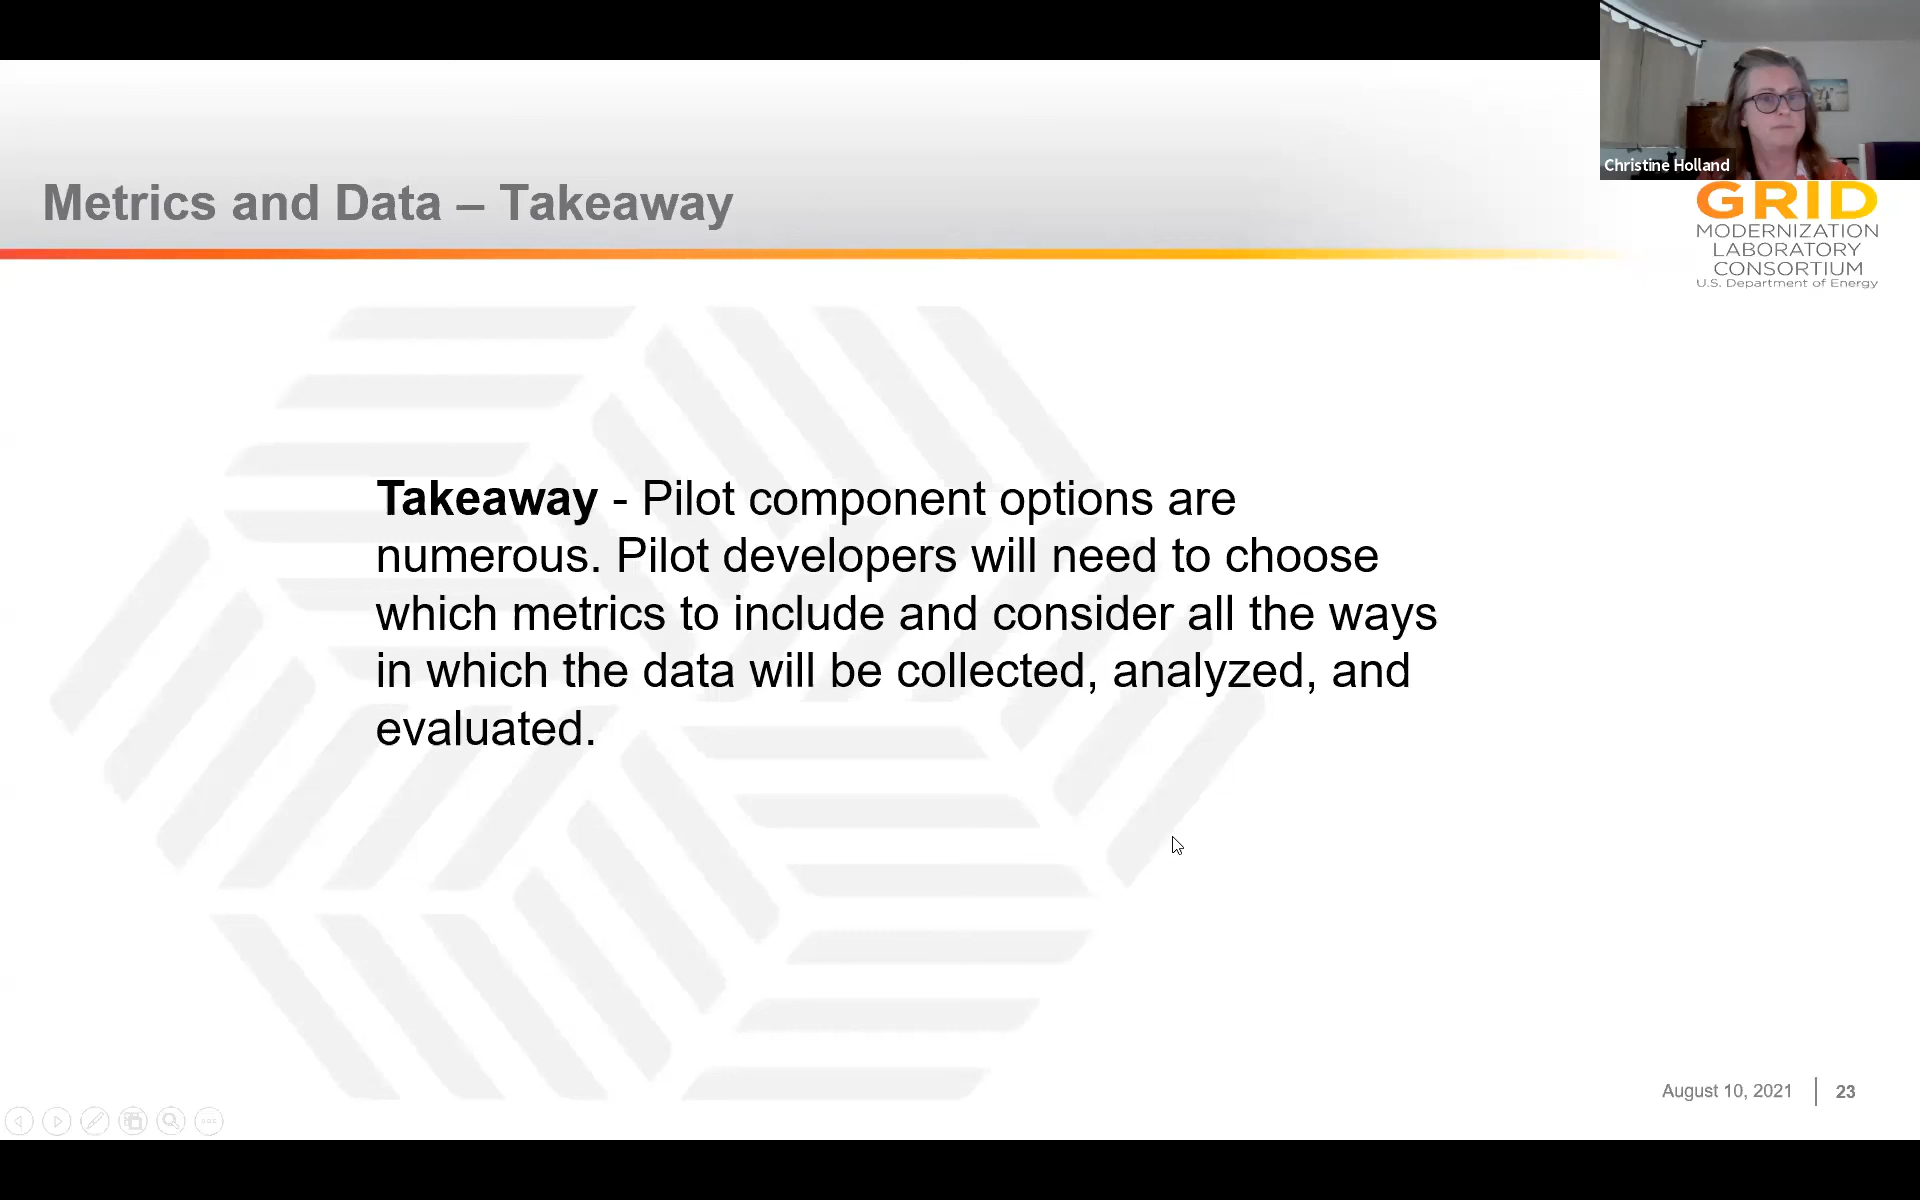 Christine Holland
Metrics and Data – Takeaway
GRID
MODERNIZATION
LABORATORY
CONSORTIUM
U.S. Department of Energy
Takeaway - Pilot component options are
numerous. Pilot developers will need to choose
which metrics to include and consider all the ways
in which the data will be collected, analyzed, and
evaluated.
August 10, 2021
23